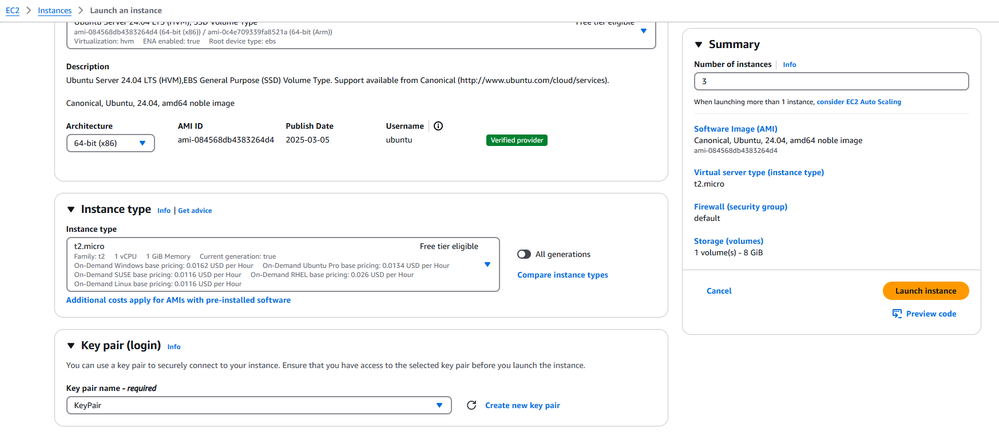 EC2 > Instances > Launch an instance
Ubuntu Server 24.04 LTS (HVM), SSD Volume Type
Free tier eligible
ami-084568db4383264d4 (64-bit (x86)) / ami-0c4e709339fa8521a (64-bit (Arm))
Virtualization: hvm ENA enabled: true Root device type: ebs
Description
Ubuntu Server 24.04 LTS (HVM),EBS General Purpose (SSD) Volume Type. Support available from Canonical (http://www.ubuntu.com/cloud/services).
Canonical, Ubuntu, 24.04, amd64 noble image
Architecture AMI ID Publish Date Username
64-bit (x86) ami-084568db4383264d4 2025-03-05 ubuntu Verified provider
Instance type Info | Get advice
Instance type
t2.micro Free tier eligible
Family: t2 1 vCPU 1 GiB Memory Current generation: true
On-Demand Windows base pricing: 0.0162 USD per Hour On-Demand Ubuntu Pro base pricing: 0.0134 USD per Hour
On-Demand SUSE base pricing: 0.0116 USD per Hour On-Demand RHEL base pricing: 0.026 USD per Hour
On-Demand Linux base pricing: 0.0116 USD per Hour
All generations
Compare instance types
Additional costs apply for AMIs with pre-installed software
Key pair (login) Info
You can use a key pair to securely connect to your instance. Ensure that you have access to the selected key pair before you launch the instance.
Key pair name - required
KeyPair
Create new key pair
Summary
Number of instances Info
3
When launching more than 1 instance, consider EC2 Auto Scaling
Software Image (AMI)
Canonical, Ubuntu, 24.04, amd64 noble image
ami-084568db4383264d4
Virtual server type (instance type)
t2.micro
Firewall (security group)
default
Storage (volumes)
1 volume(s) - 8 GiB
Cancel
Launch instance
Preview code